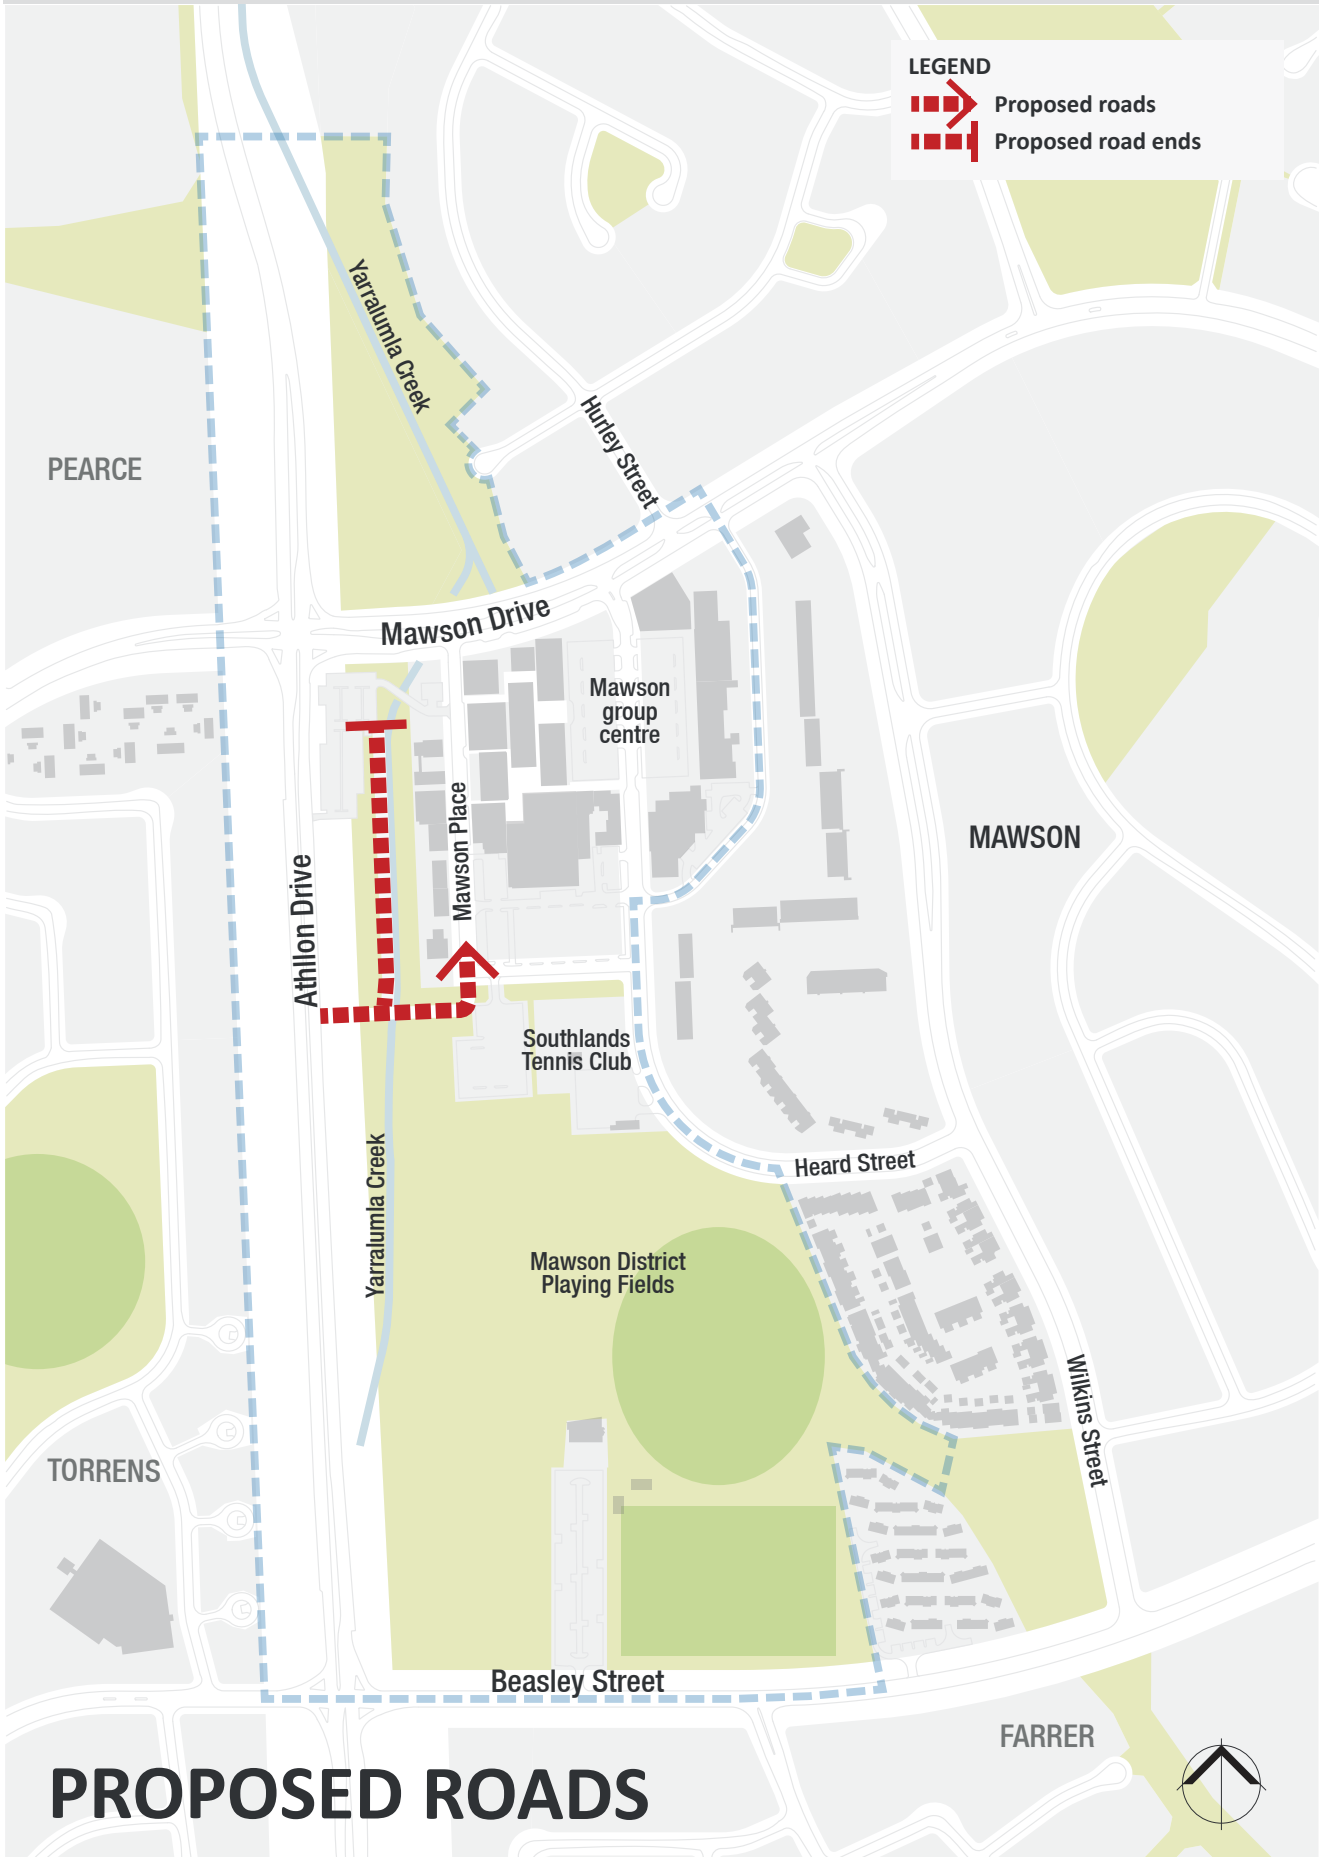 LEGEND
Proposed roads
Proposed road ends
Yarralumla Creek
Hurley Street
PEARCE
Mawson Drive
Mawson
group
centre
Mawson Place
MAWSON
Athllon Drive
Southlands
Tennis Club
Yarralumla Creek
Heard Street
Mawson District
Playing Fields
Wilkins Street
TORRENS
Beasley Street
FARRER
PROPOSED ROADS